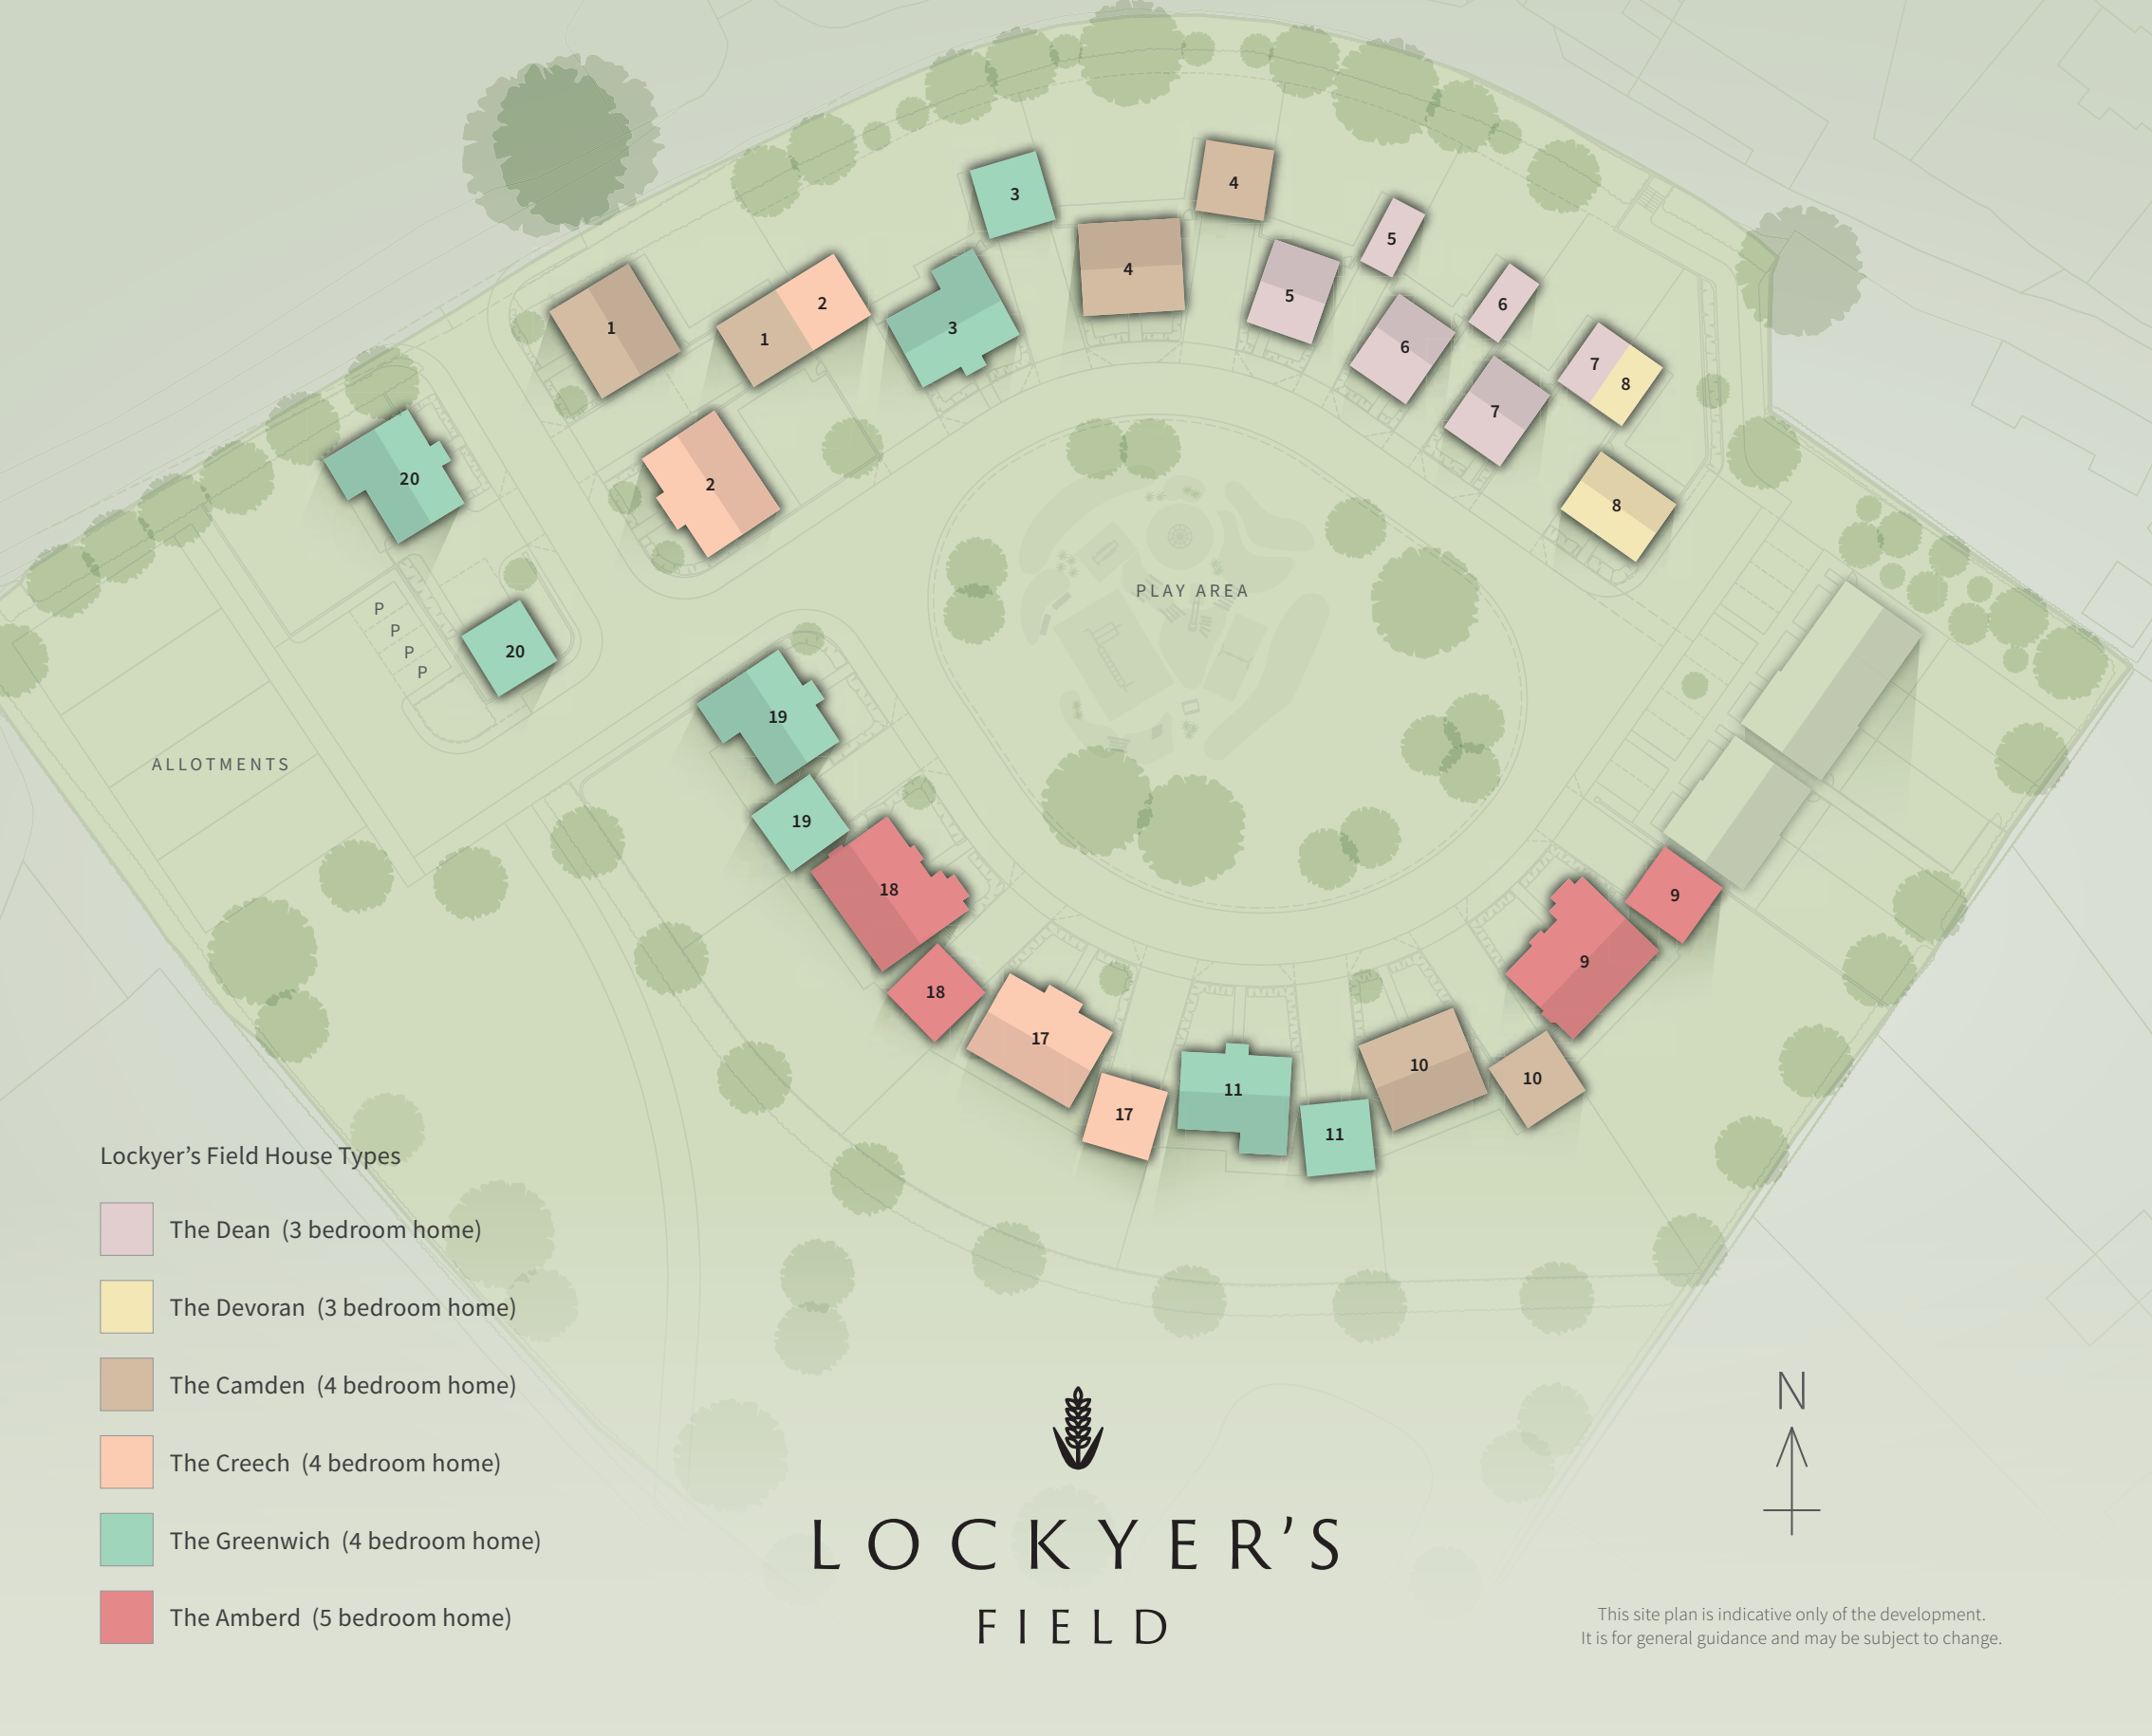 3
4
1
1
2
3
4
5
5
6
6
7
8
7
8
20
2
P
P
P
P
20
PLAY AREA
19
ALLOTMENTS
19
18
18
9
9
17
17
11
11
10
10
Lockyer’s Field House Types
The Dean (3 bedroom home)
The Devoran (3 bedroom home)
The Camden (4 bedroom home)
The Creech (4 bedroom home)
The Greenwich (4 bedroom home)
The Amberd (5 bedroom home)
LOCKYER’S
FIELD
N
This site plan is indicative only of the development.
It is for general guidance and may be subject to change.